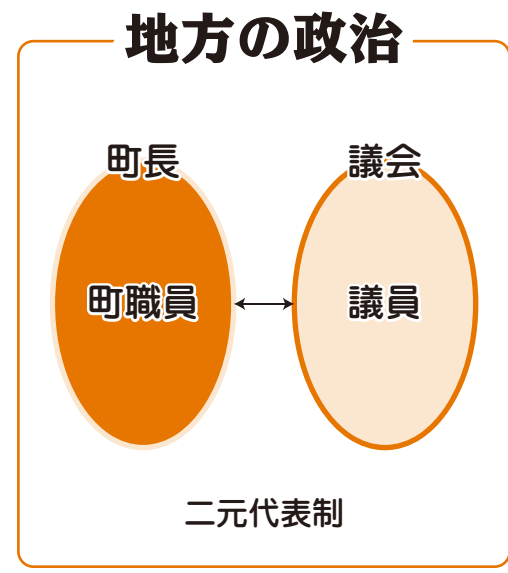 地方の政治
町長
議会
町職員
議員
二元代表制